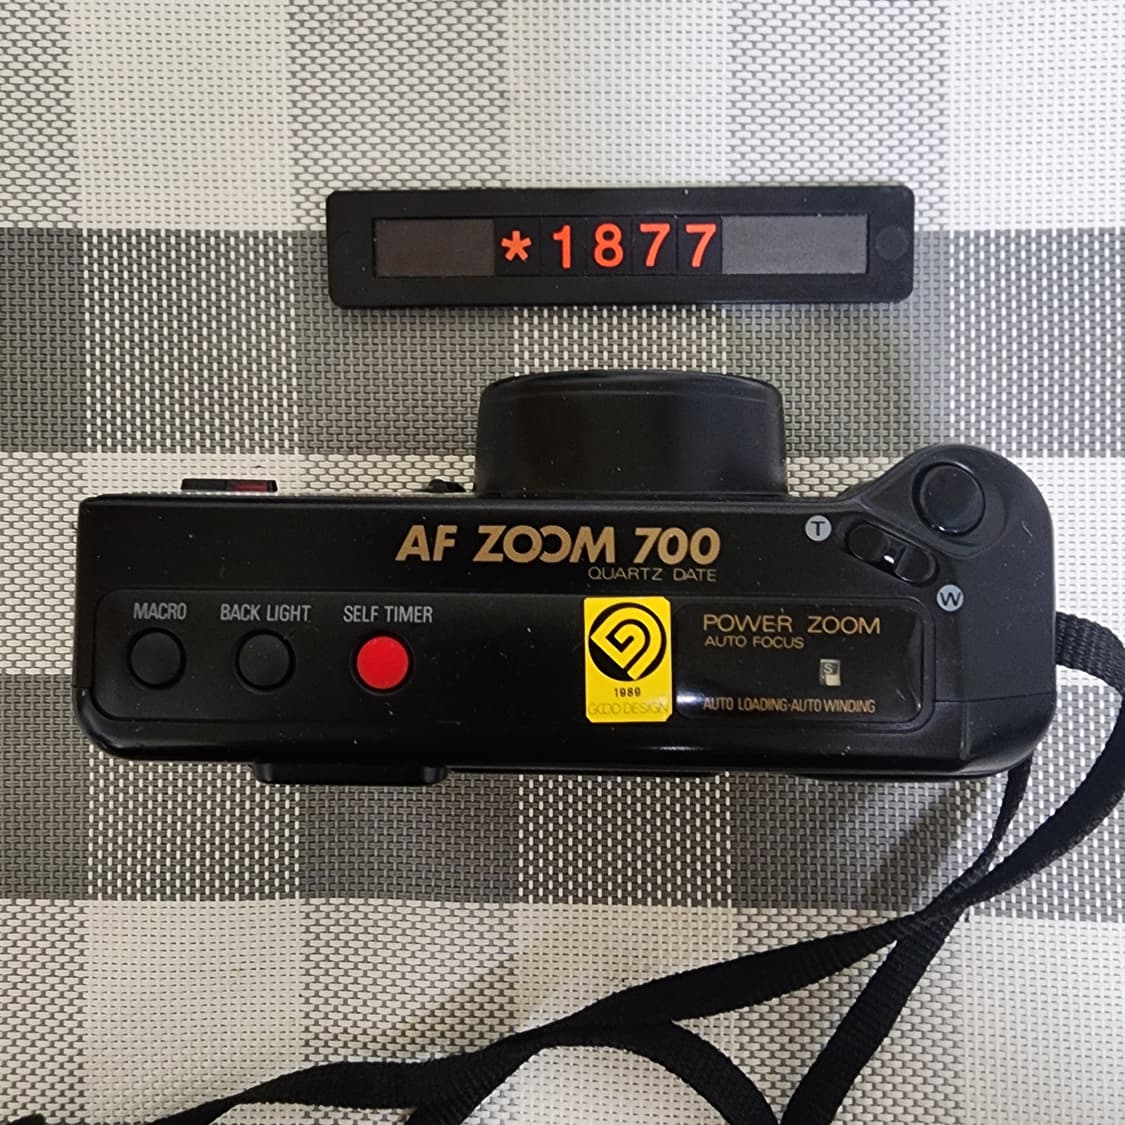 *1877
AF ZOOM 700
QUARTZ DATE
T
W
MACRO
BACK LIGHT
SELF TIMER
1989
GOOD DESIGN
POWER ZOOM
AUTO FOCUS
S
AUTO LOADING·AUTO WINDING